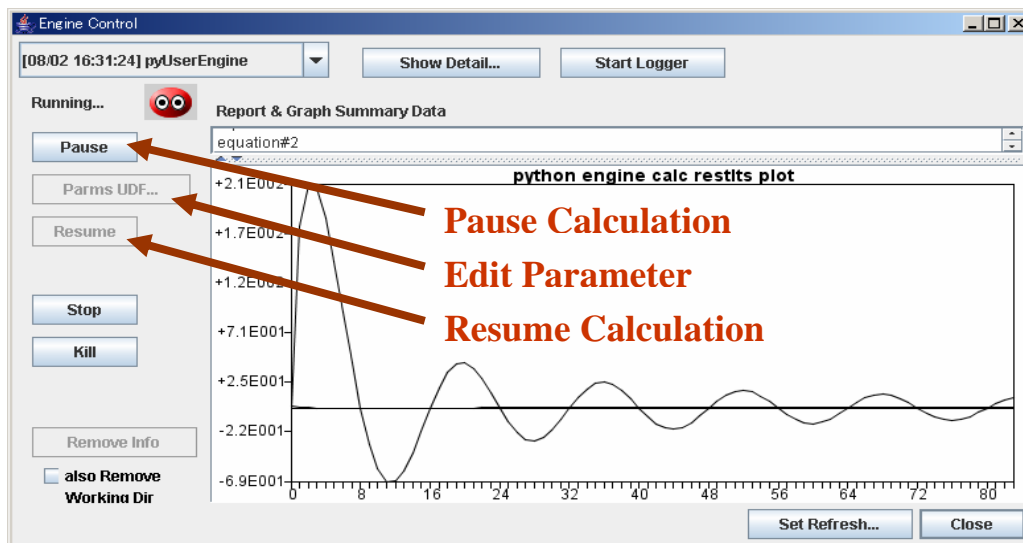 Engine Control
[08/02 16:31:24] pyUserEngine
Show Detail...
Start Logger
Running...
Report & Graph Summary Data
equation#2
Pause
Parms UDF...
Resume
Stop
Kill
Remove Info
also Remove
Working Dir
python engine calc restlts plot
+2.1E002
+1.7E002
+1.2E002
+7.1E001
+2.5E001
-2.2E001
-6.9E001
0 8 16 24 32 40 48 56 64 72 80
Pause Calculation
Edit Parameter
Resume Calculation
Set Refresh...
Close